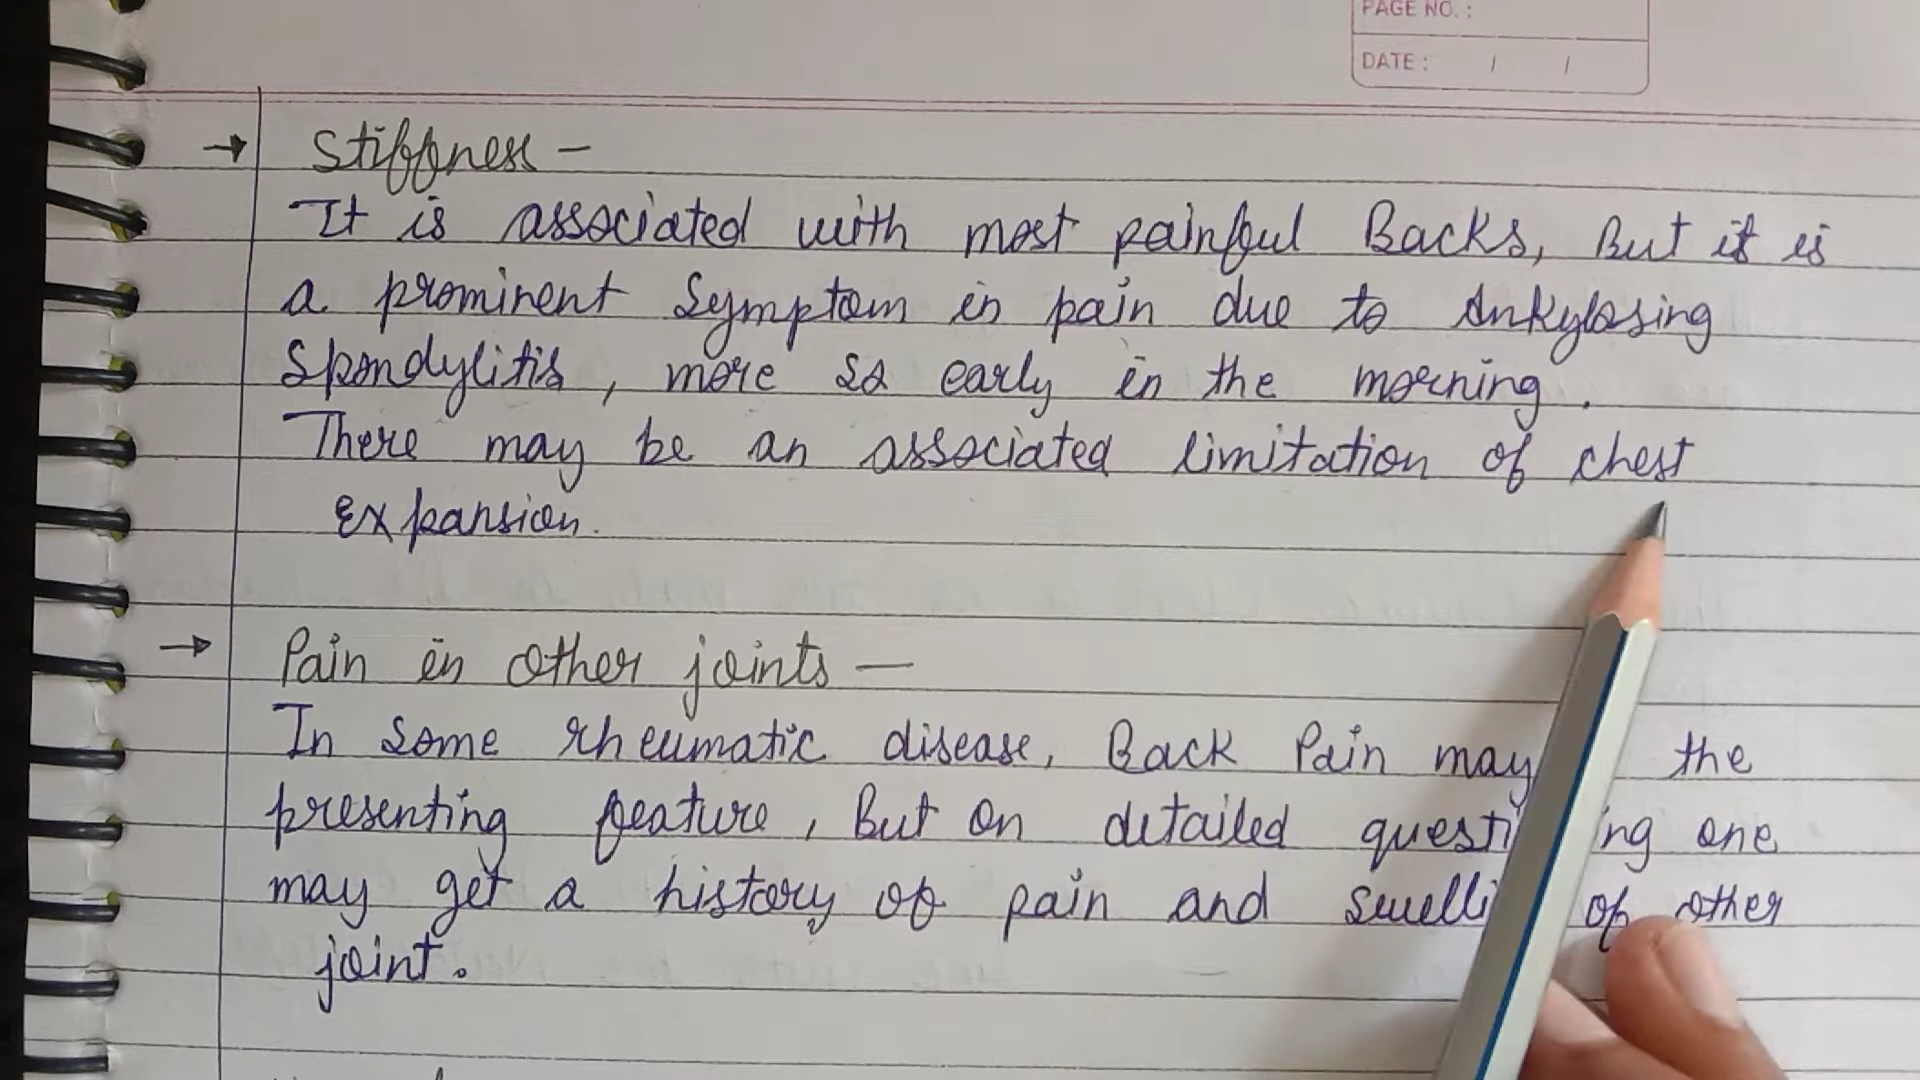 PAGE NO. :
DATE : / /
→ Stiffness —
It is associated with most painful Backs, But it is
a prominent Symptom in pain due to Ankylosing
Spondylitis, more so early in the morning.
There may be an associated limitation of chest
Expansion.
→ Pain in Other joints —
In Some rheumatic disease, Back Pain may the
presenting feature, But on detailed questi ing one
may get a history of pain and Swelli of other
joint.